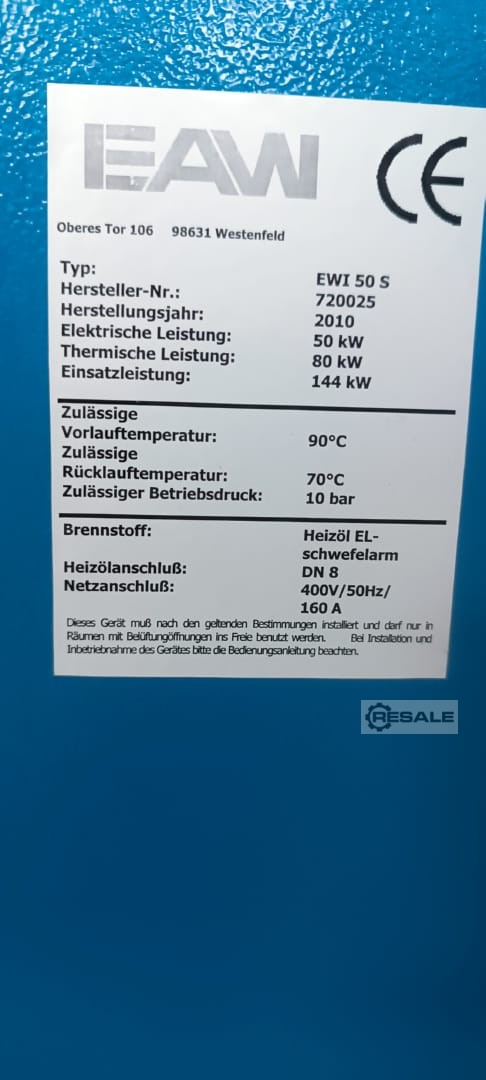 EAW CE
Oberes Tor 106 98631 Westenfeld
Typ: EWI 50 S
Hersteller-Nr.: 720025
Herstellungsjahr: 2010
Elektrische Leistung: 50 kW
Thermische Leistung: 80 kW
Einsatzleistung: 144 kW
Zulässige
Vorlauftemperatur: 90°C
Zulässige
Rücklauftemperatur: 70°C
Zulässiger Betriebsdruck: 10 bar
Brennstoff: Heizöl EL-
schwefelarm
Heizölanschluß: DN 8
Netzanschluß: 400V/50Hz/
160 A
Dieses Gerät muß nach den geltenden Bestimmungen installiert und darf nur in
Räumen mit Belüftungöffnungen ins Freie benutzt werden. Bei Installation und
Inbetriebnahme des Gerätes bitte die Bedienungsanleitung beachten.
RESALE